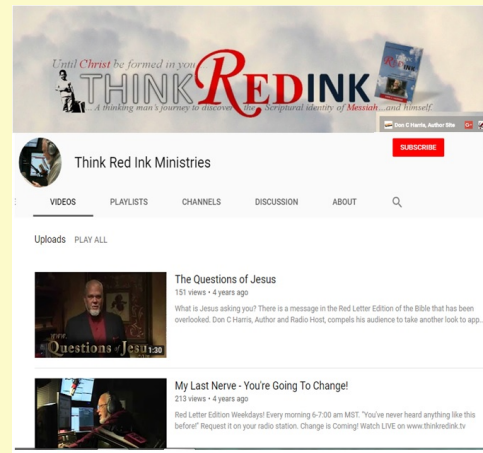 Until Christ be formed in you...
THINK RED INK
...A thinking man's journey to discover the Scriptural identity of Messiah...and himself.
RED INK
Don C Harris, Author Site
SUBSCRIBE
Think Red Ink Ministries
VIDEOS PLAYLISTS CHANNELS DISCUSSION ABOUT
Uploads PLAY ALL
The Questions of Jesus
151 views • 4 years ago
What is Jesus asking you? There is a message in the Red Letter Edition of the Bible that has been
overlooked. Don C Harris, Author and Radio Host, compels his audience to take another look to app...
Questions of Jesus
1:30
My Last Nerve - You're Going To Change!
213 views • 4 years ago
Red Letter Edition Weekdays! Every morning 6-7:00 am MST. "You've never heard anything like this
before!" Request it on your radio station. Change is Coming! Watch LIVE on www.thinkredink.tv